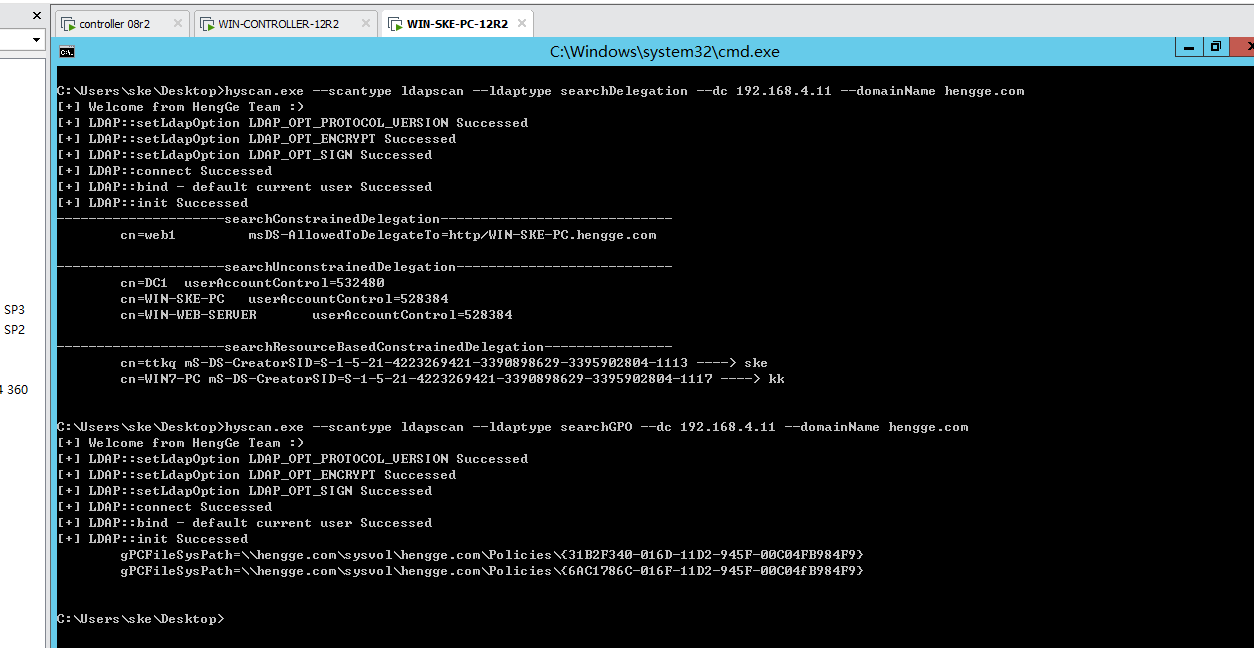 controller 08r2
WIN-CONTROLLER-12R2
WIN-SKE-PC-12R2
C:\Windows\system32\cmd.exe
SP3
SP2
360
C:\Users\ske\Desktop>hyscan.exe --scantype ldapscan --ldaptype searchDelegation --dc 192.168.4.11 --domainName hengge.com
[+] Welcome from HengGe Team :)
[+] LDAP::setLdapOption LDAP_OPT_PROTOCOL_VERSION Successed
[+] LDAP::setLdapOption LDAP_OPT_ENCRYPT Successed
[+] LDAP::setLdapOption LDAP_OPT_SIGN Successed
[+] LDAP::connect Successed
[+] LDAP::bind - default current user Successed
[+] LDAP::init Successed
---------------------searchConstrainedDelegation-----------------------------
cn=web1 msDS-AllowedToDelegateTo=http/WIN-SKE-PC.hengge.com
---------------------searchUnconstrainedDelegation---------------------------
cn=DC1 userAccountControl=532480
cn=WIN-SKE-PC userAccountControl=528384
cn=WIN-WEB-SERVER userAccountControl=528384
---------------------searchResourceBasedConstrainedDelegation----------------
cn=ttkq mS-DS-CreatorSID=S-1-5-21-4223269421-3390898629-3395902804-1113 ----> ske
cn=WIN7-PC mS-DS-CreatorSID=S-1-5-21-4223269421-3390898629-3395902804-1117 ----> kk
C:\Users\ske\Desktop>hyscan.exe --scantype ldapscan --ldaptype searchGPO --dc 192.168.4.11 --domainName hengge.com
[+] Welcome from HengGe Team :)
[+] LDAP::setLdapOption LDAP_OPT_PROTOCOL_VERSION Successed
[+] LDAP::setLdapOption LDAP_OPT_ENCRYPT Successed
[+] LDAP::setLdapOption LDAP_OPT_SIGN Successed
[+] LDAP::connect Successed
[+] LDAP::bind - default current user Successed
[+] LDAP::init Successed
gPCFileSysPath=\\hengge.com\sysvol\hengge.com\Policies\{31B2F340-016D-11D2-945F-00C04FB984F9}
gPCFileSysPath=\\hengge.com\sysvol\hengge.com\Policies\{6AC1786C-016F-11D2-945F-00C04fB984F9}
C:\Users\ske\Desktop>